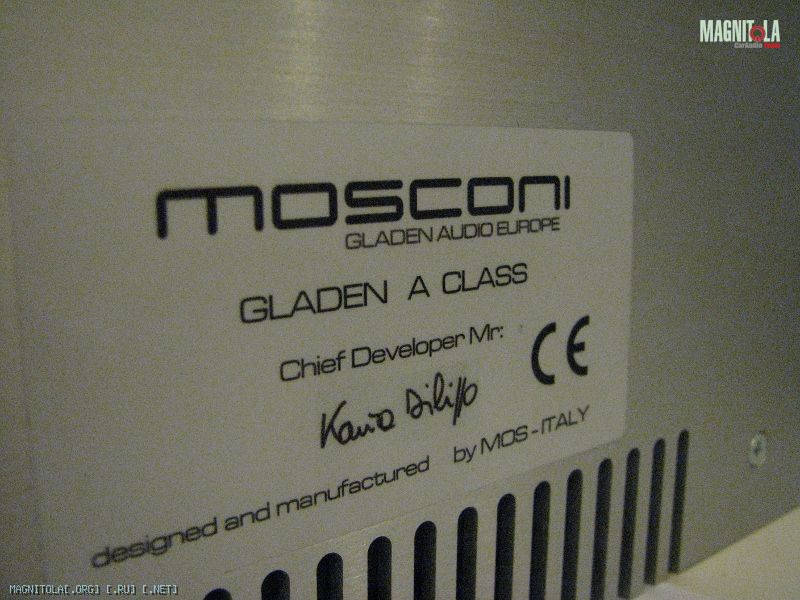 MAGNITOLA
CarAudio
mosconi
GLADEN AUDIO EUROPE
GLADEN A CLASS
Chief Developer Mr:
CE
designed and manufactured by MOS - ITALY
MAGNITOLA[.ORG] [.RU] [.NET]